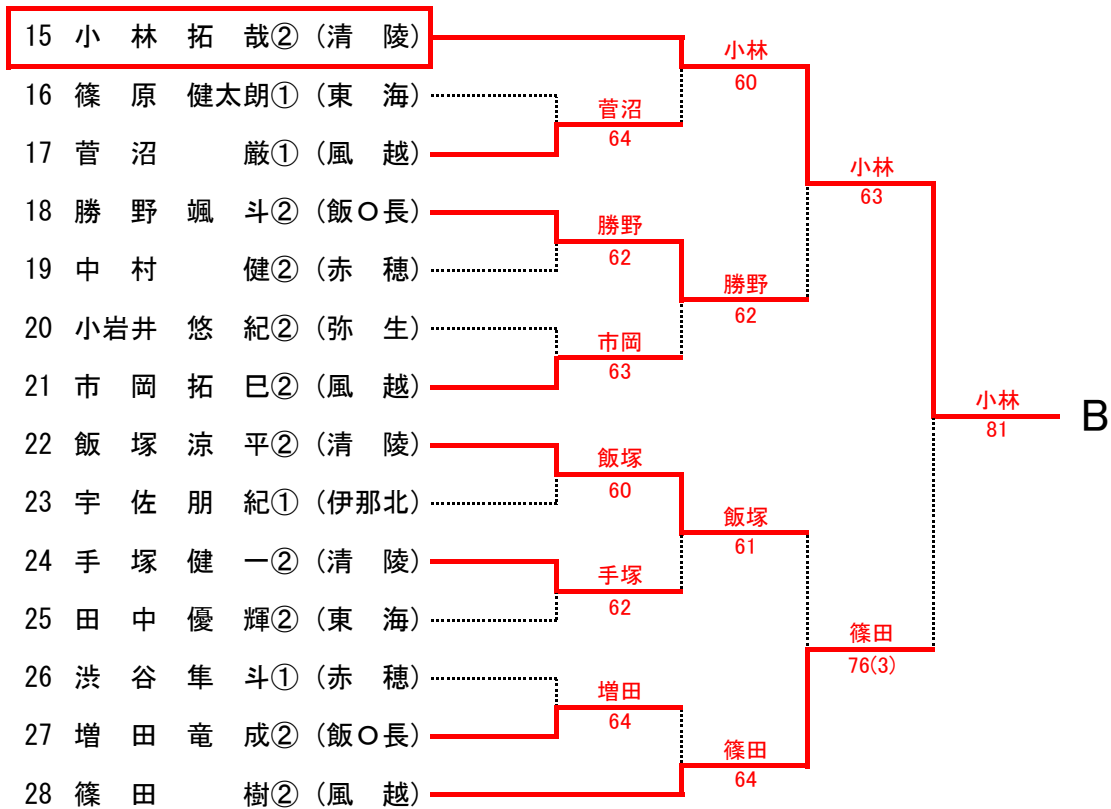 15 小 林 拓 哉② (清 陵)
16 篠 原 健太朗① (東 海)
17 菅 沼 厳① (風 越)
18 勝 野 颯 斗② (飯O長)
19 中 村 健② (赤 穂)
20 小岩井 悠 紀② (弥 生)
21 市 岡 拓 巳② (風 越)
22 飯 塚 涼 平② (清 陵)
23 宇 佐 朋 紀① (伊那北)
24 手 塚 健 一② (清 陵)
25 田 中 優 輝② (東 海)
26 渋 谷 隼 斗① (赤 穂)
27 増 田 竜 成② (飯O長)
28 篠 田 樹② (風 越)
菅沼
64
勝野
62
市岡
63
飯塚
60
手塚
62
増田
64
小林
60
勝野
62
飯塚
61
篠田
64
小林
63
篠田
76(3)
小林
81
B